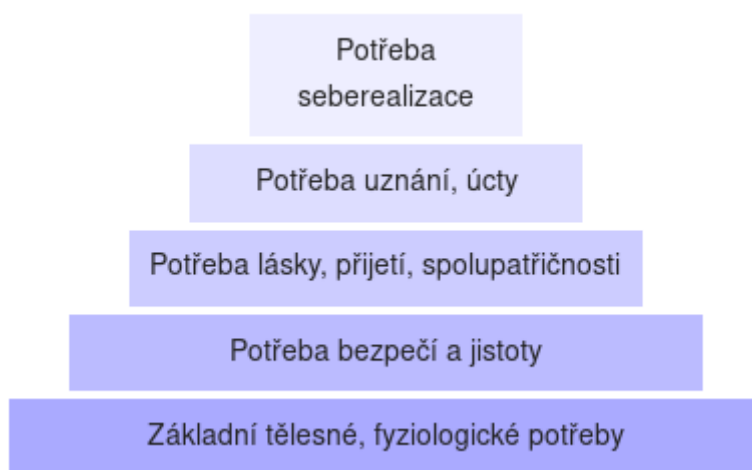 Potřeba
seberealizace
Potřeba uznání, úcty
Potřeba lásky, přijetí, spolupatřičnosti
Potřeba bezpečí a jistoty
Základní tělesné, fyziologické potřeby